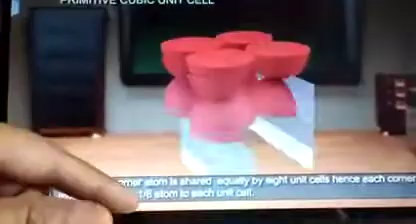 PRIMITIVE CUBIC UNIT CELL
corner atom is shared equally by eight unit cells hence each corner
1/8 atom to each unit cell.